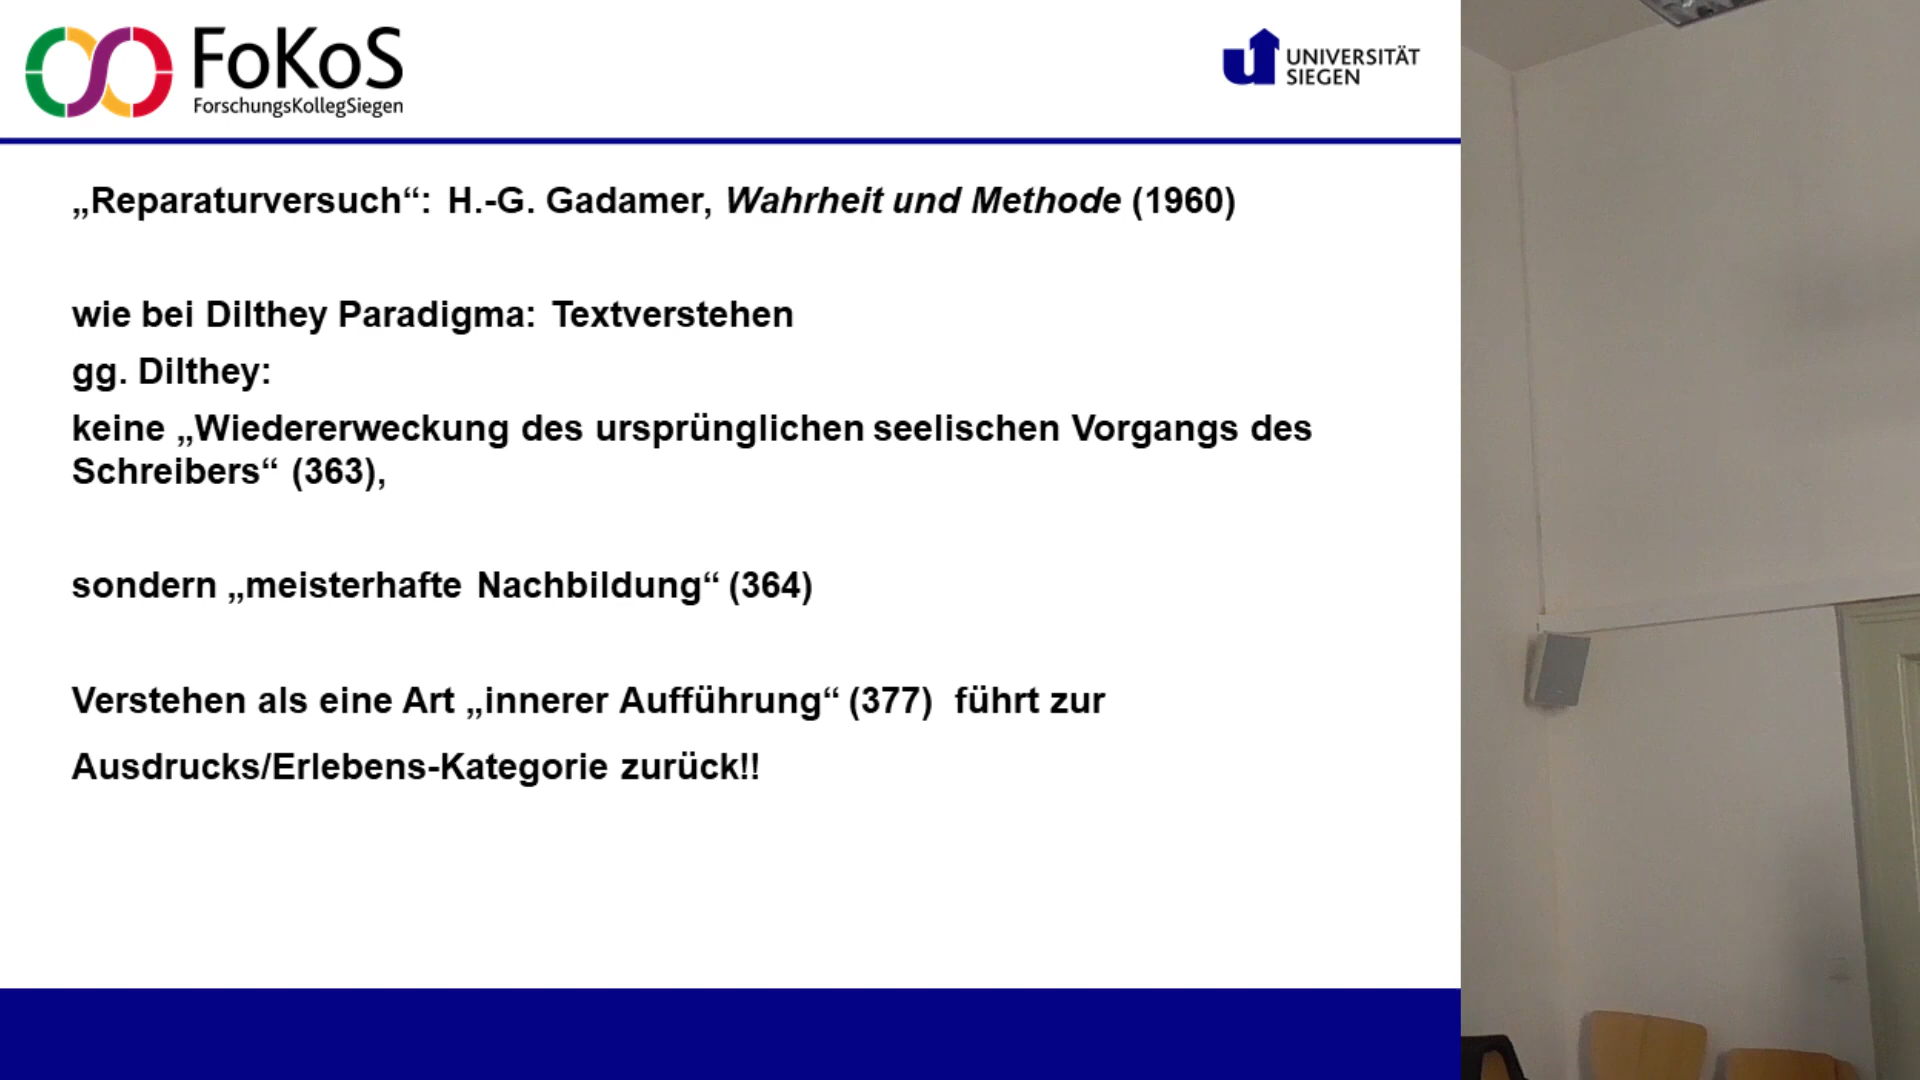 FoKoS
ForschungsKollegSiegen
UNIVERSITÄT
SIEGEN
„Reparaturversuch“: H.-G. Gadamer, Wahrheit und Methode (1960)
wie bei Dilthey Paradigma: Textverstehen
gg. Dilthey:
keine „Wiedererweckung des ursprünglichen seelischen Vorgangs des
Schreibers“ (363),
sondern „meisterhafte Nachbildung“ (364)
Verstehen als eine Art „innerer Aufführung“ (377) führt zur
Ausdrucks/Erlebens-Kategorie zurück!!